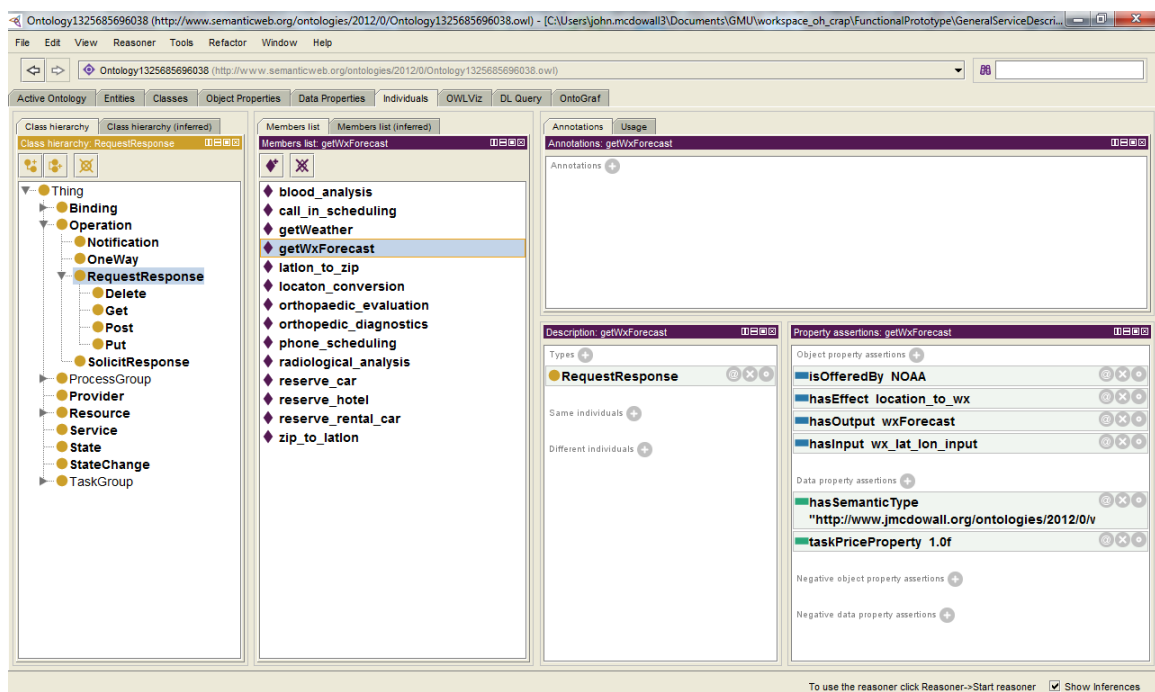 Ontology1325685696038 (http://www.semanticweb.org/ontologies/2012/0/Ontology1325685696038.owl) - [C:\Users\john.mcdowall3\Documents\GMU\workspace_oh_crap\FunctionalPrototype\GeneralServiceDescri...
File Edit View Reasoner Tools Refactor Window Help
Ontology1325685696038 (http://www.semanticweb.org/ontologies/2012/0/Ontology1325685696038.owl)
Active Ontology Entities Classes Object Properties Data Properties Individuals OWLViz DL Query OntoGraf
Class hierarchy Class hierarchy (inferred)
Class hierarchy: RequestResponse
Thing
Binding
Operation
Notification
OneWay
RequestResponse
Delete
Get
Post
Put
SolicitResponse
ProcessGroup
Provider
Resource
Service
State
StateChange
TaskGroup
Members list Members list (inferred)
Members list: getWxForecast
blood_analysis
call_in_scheduling
getWeather
getWxForecast
latlon_to_zip
locaton_conversion
orthopaedic_evaluation
orthopedic_diagnostics
phone_scheduling
radiological_analysis
reserve_car
reserve_hotel
reserve_rental_car
zip_to_latlon
Annotations Usage
Annotations: getWxForecast
Annotations
Description: getWxForecast
Types
RequestResponse
Same individuals
Different individuals
Property assertions: getWxForecast
Object property assertions
isOfferedBy NOAA
hasEffect location_to_wx
hasOutput wxForecast
hasInput wx_lat_lon_input
Data property assertions
hasSemanticType
"http://www.jmcdowall.org/ontologies/2012/0/v
taskPriceProperty 1.0f
Negative object property assertions
Negative data property assertions
To use the reasoner click Reasoner->Start reasoner Show Inferences